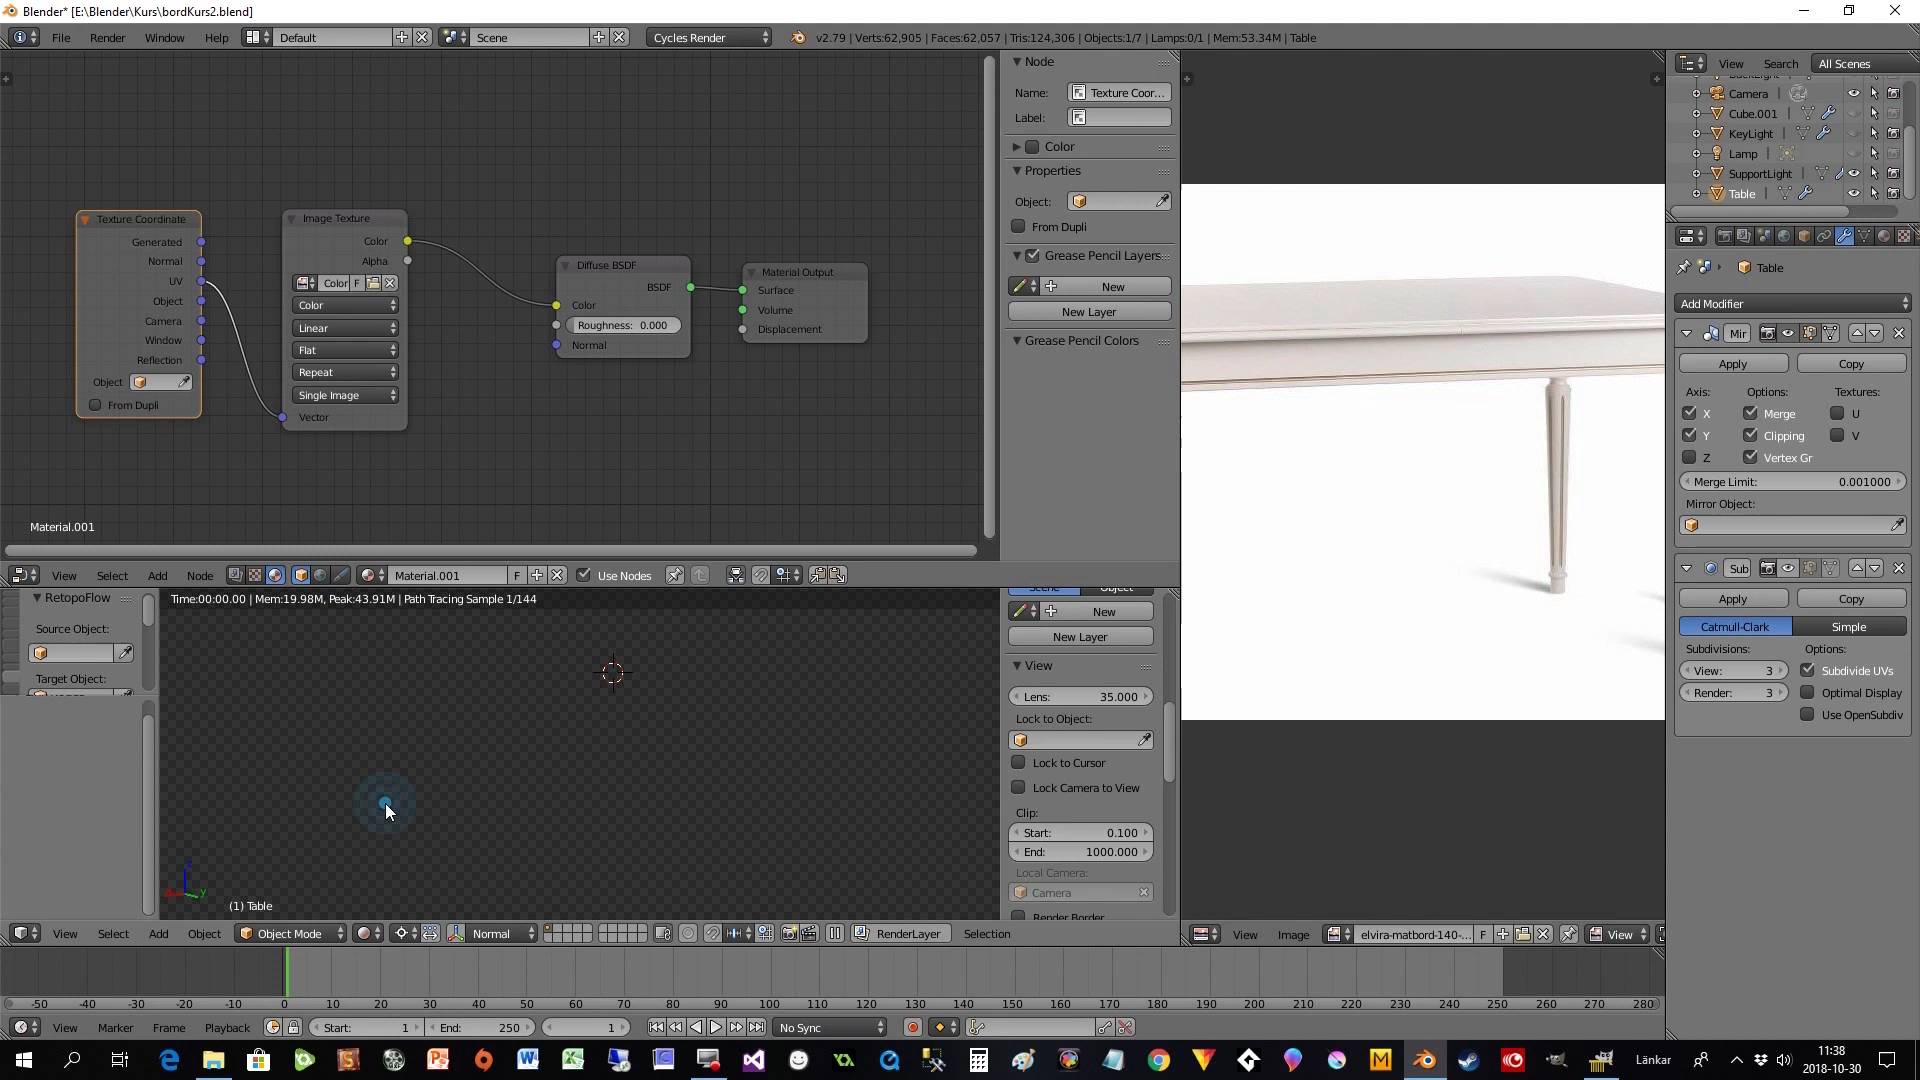 Blender* [E:\Blender\Kurs\bordKurs2.blend]
File Render Window Help Default Scene Cycles Render v2.79 | Verts:62,905 | Faces:62,057 | Tris:124,306 | Objects:1/7 | Lamps:0/1 | Mem:53.34M | Table
Texture Coordinate
Generated
Normal
UV
Object
Camera
Window
Reflection
Object
From Dupli
Image Texture
Color
Alpha
Color F
Color
Linear
Flat
Repeat
Single Image
Vector
Diffuse BSDF
BSDF
Color
Roughness: 0.000
Normal
Material Output
Surface
Volume
Displacement
Material.001
Node
Name: Texture Coor...
Label:
Color
Properties
Object:
From Dupli
Grease Pencil Layers
New
New Layer
Grease Pencil Colors
View Select Add Node Material.001 F Use Nodes
RetopoFlow
Source Object:
Target Object:
Time:00:00.00 | Mem:19.98M, Peak:43.91M | Path Tracing Sample 1/144
z
y
(1) Table
Scene Object
New
New Layer
View
Lens: 35.000
Lock to Object:
Lock to Cursor
Lock Camera to View
Clip:
Start: 0.100
End: 1000.000
Local Camera:
Camera
Render Border
View Select Add Object Object Mode Normal RenderLayer Selection
View Image elvira-matbord-140-... F View
View Search All Scenes
BackLight
Camera
Cube.001
KeyLight
Lamp
SupportLight
Table
Table
Add Modifier
Mir
Apply Copy
Axis: Options: Textures:
X Merge U
Y Clipping V
Z Vertex Gr
Merge Limit: 0.001000
Mirror Object:
Sub
Apply Copy
Catmull-Clark Simple
Subdivisions: Options:
View: 3 Subdivide UVs
Render: 3 Optimal Display
Use OpenSubdiv
-50 -40 -30 -20 -10 0 10 20 30 40 50 60 70 80 90 100 110 120 130 140 150 160 170 180 190 200 210 220 230 240 250 260 270 280
View Marker Frame Playback Start: 1 End: 250 1 No Sync
Länkar
11:38
2018-10-30